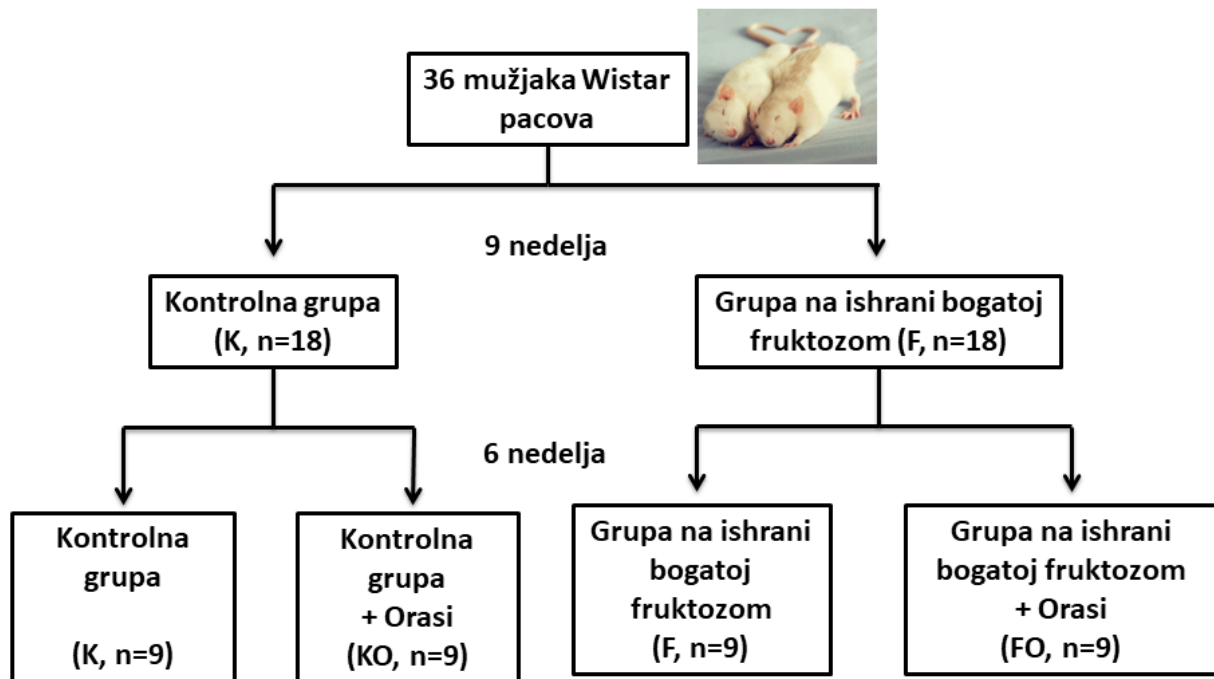 36 mužjaka Wistar
pacova
9 nedelja
Kontrolna grupa
(K, n=18)
Grupa na ishrani bogatoj
fruktozom (F, n=18)
6 nedelja
Kontrolna
grupa
(K, n=9)
Kontrolna
grupa
+ Orasi
(KO, n=9)
Grupa na ishrani
bogatoj
fruktozom
(F, n=9)
Grupa na ishrani
bogatoj fruktozom
+ Orasi
(FO, n=9)